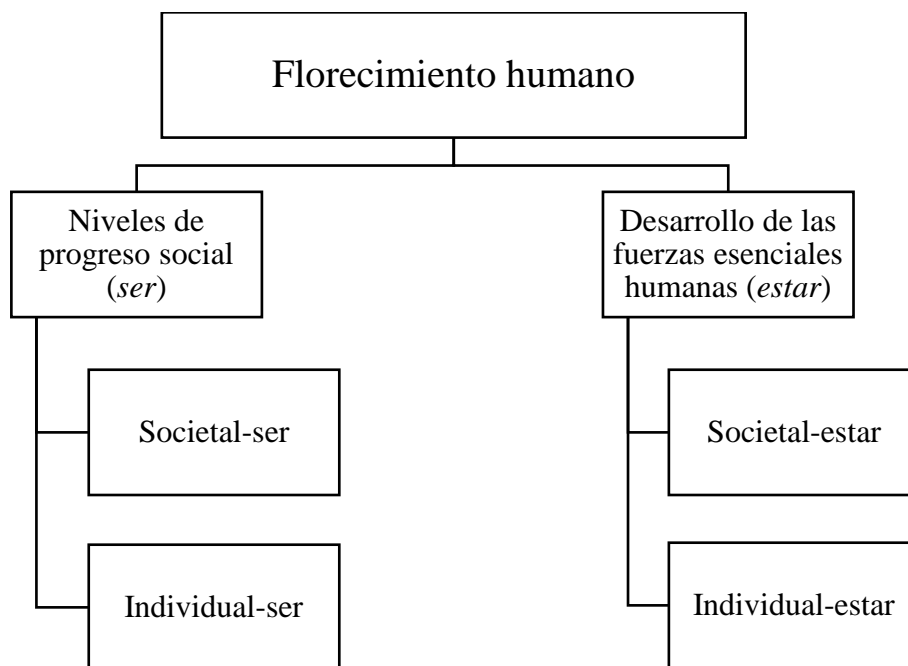 Florecimiento humano
Niveles de
progreso social
(ser)
Desarrollo de las
fuerzas esenciales
humanas (estar)
Societal-ser
Societal-estar
Individual-ser
Individual-estar